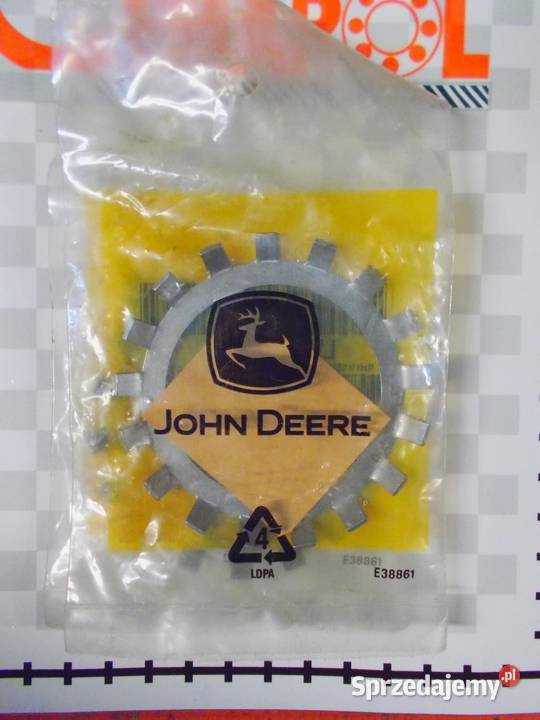 JOHN DEERE
4
LDPA
E38861
E38861
Sprzedajemy.pl